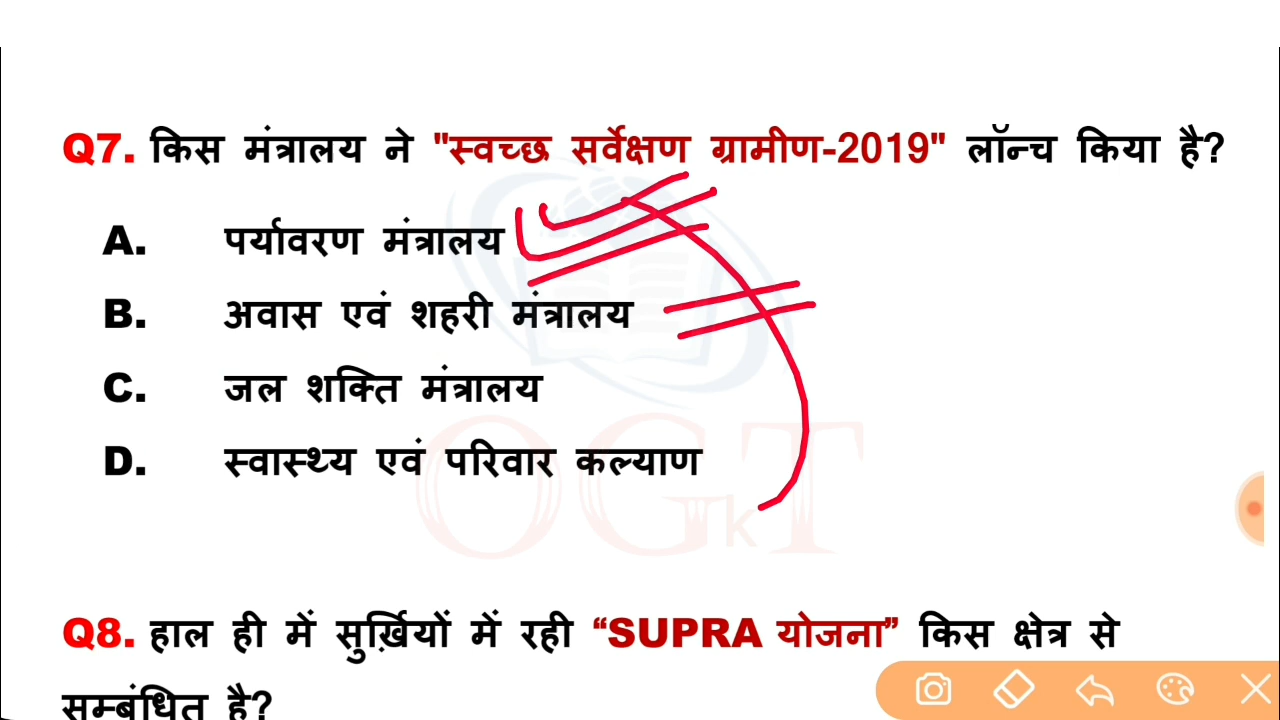 Q7. किस मंत्रालय ने "स्वच्छ सर्वेक्षण ग्रामीण-2019" लॉन्च किया है?
A. पर्यावरण मंत्रालय
B. अवास एवं शहरी मंत्रालय
C. जल शक्ति मंत्रालय
D. स्वास्थ्य एवं परिवार कल्याण
OGkT
Q8. हाल ही में सुर्ख़ियों में रही “SUPRA योजना” किस क्षेत्र से
सम्बंधित है?